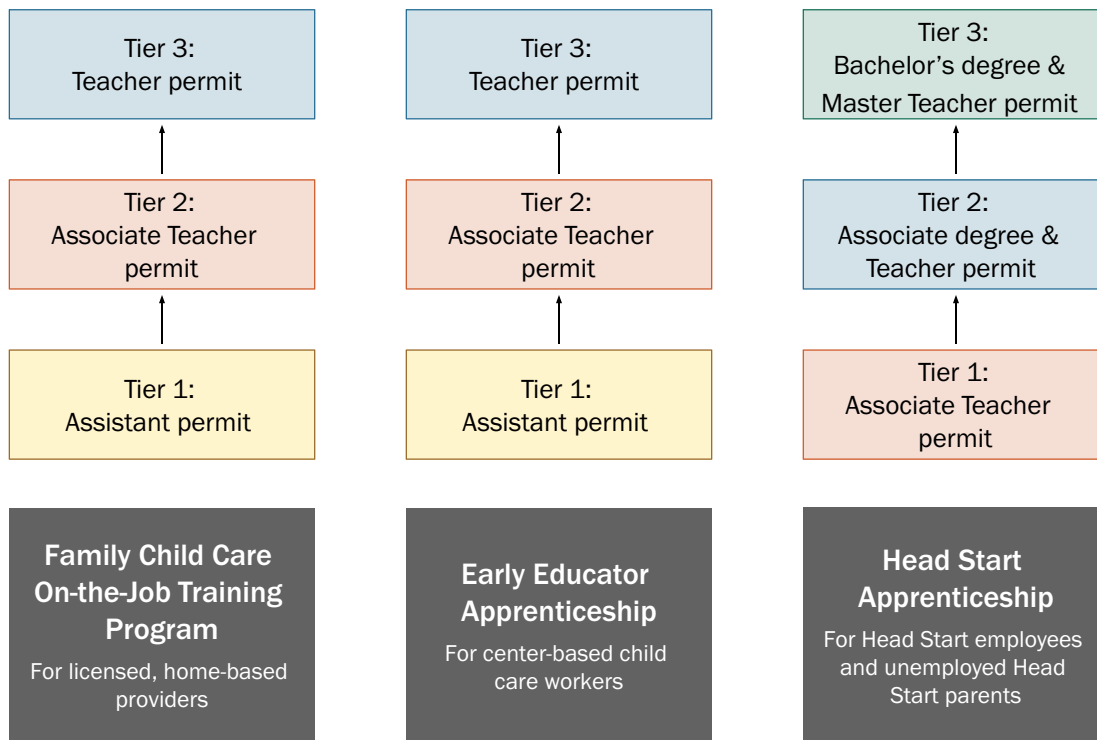 Tier 3:
Teacher permit
Tier 3:
Teacher permit
Tier 3:
Bachelor’s degree &
Master Teacher permit
Tier 2:
Associate Teacher
permit
Tier 2:
Associate Teacher
permit
Tier 2:
Associate degree &
Teacher permit
Tier 1:
Assistant permit
Tier 1:
Assistant permit
Tier 1:
Associate Teacher
permit
Family Child Care
On-the-Job Training
Program
For licensed, home-based
providers
Early Educator
Apprenticeship
For center-based child
care workers
Head Start
Apprenticeship
For Head Start employees
and unemployed Head
Start parents